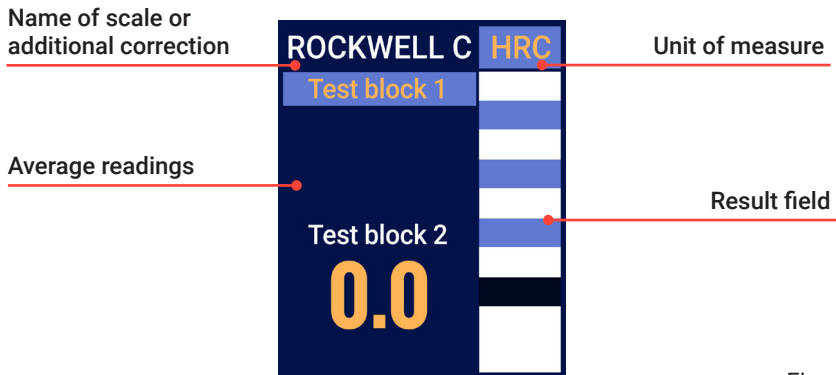 Name of scale or
additional correction
ROCKWELL C HRC
Unit of measure
Test block 1
Average readings
Result field
Test block 2
0.0